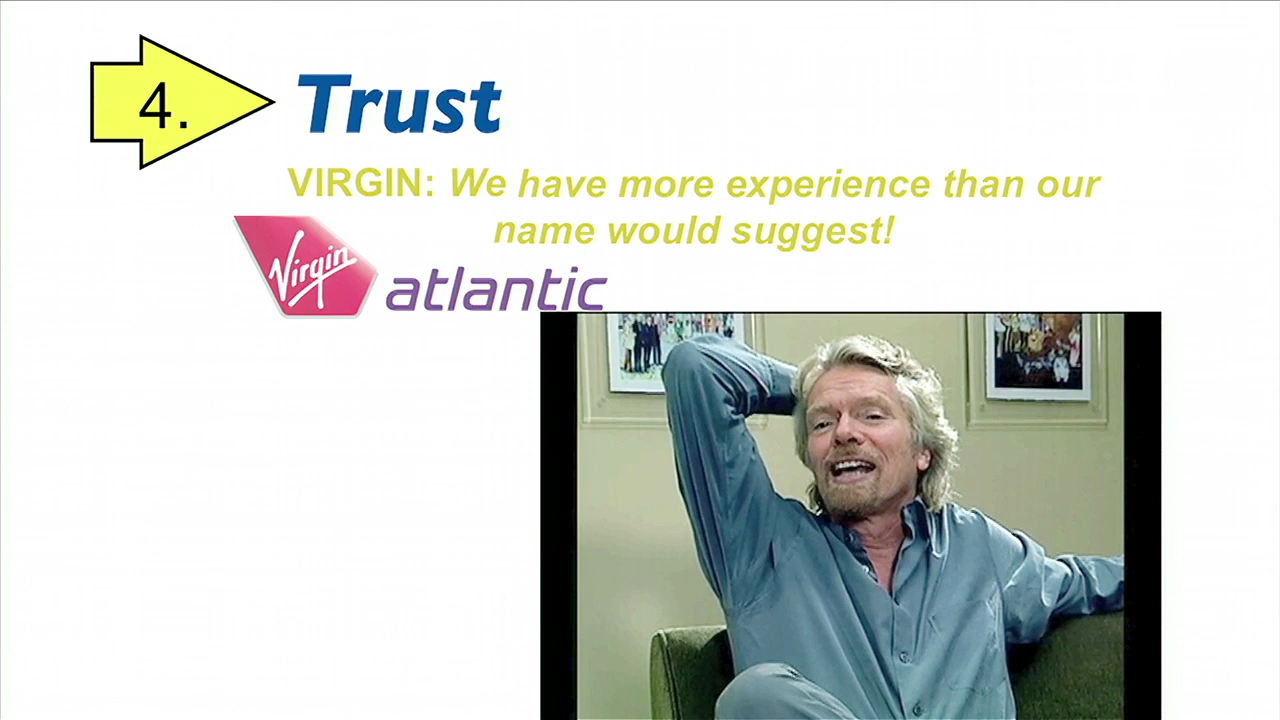 4.
Trust
VIRGIN: We have more experience than our
name would suggest!
Virgin
atlantic